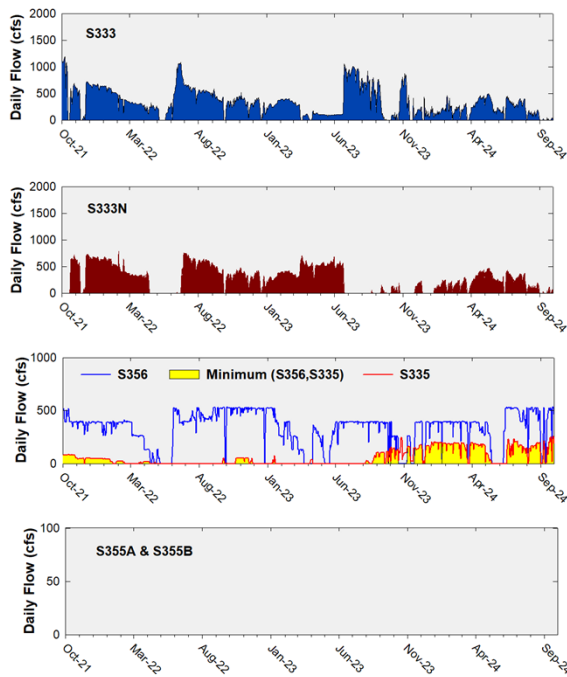 S333
Daily Flow (cfs)
2000
1500
1000
500
0
Oct-21
Mar-22
Aug-22
Jan-23
Jun-23
Nov-23
Apr-24
Sep-24
S333N
Daily Flow (cfs)
2000
1500
1000
500
0
Oct-21
Mar-22
Aug-22
Jan-23
Jun-23
Nov-23
Apr-24
Sep-24
S356 Minimum (S356,S335) S335
Daily Flow (cfs)
1000
500
0
Oct-21
Mar-22
Aug-22
Jan-23
Jun-23
Nov-23
Apr-24
Sep-24
S355A & S355B
Daily Flow (cfs)
100
50
0
Oct-21
Mar-22
Aug-22
Jan-23
Jun-23
Nov-23
Apr-24
Sep-24